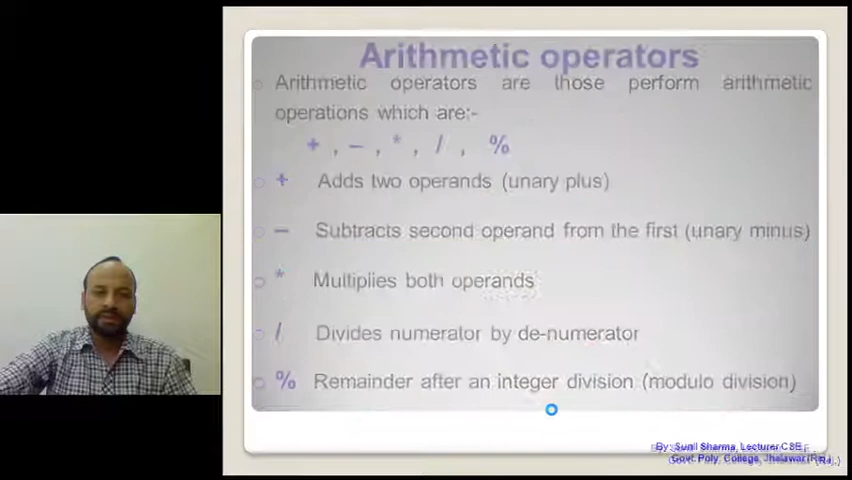 Arithmetic operators
Arithmetic operators are those perform arithmetic
operations which are:-
+ , – , * , / , %
+ Adds two operands (unary plus)
– Subtracts second operand from the first (unary minus)
* Multiplies both operands
/ Divides numerator by de-numerator
% Remainder after an integer division (modulo division)
By: Sunil Sharma, Lecturer CSE
Govt. Poly. College, Jhalawar (Raj.)